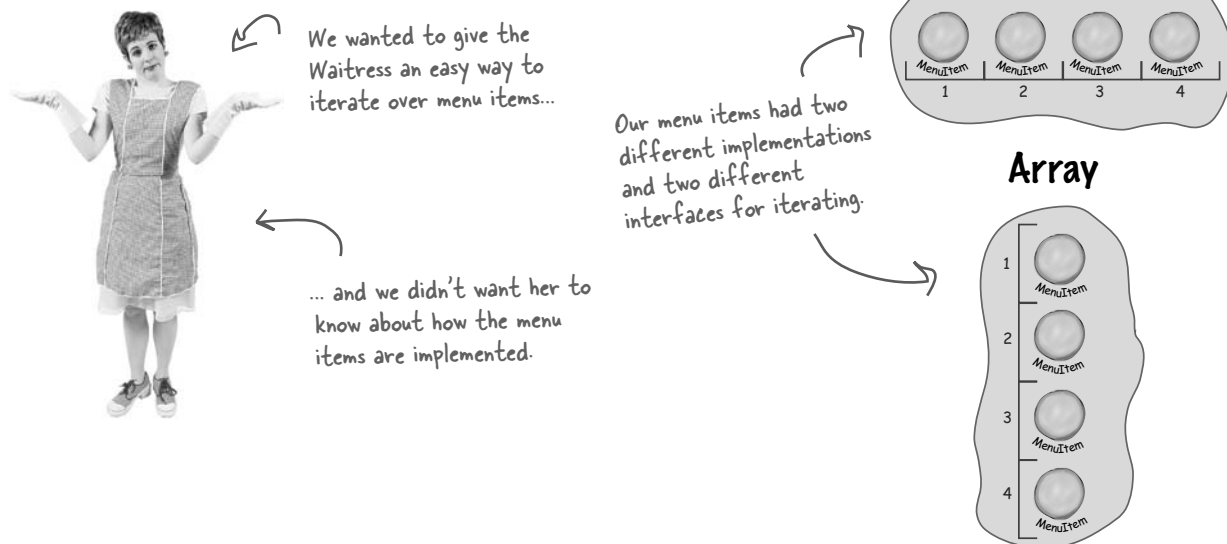 We wanted to give the
Waitress an easy way to
iterate over menu items...
... and we didn't want her to
know about how the menu
items are implemented.
Our menu items had two
different implementations
and two different
interfaces for iterating.
MenuItem MenuItem MenuItem MenuItem
1 2 3 4
Array
1
MenuItem
2
MenuItem
3
MenuItem
4
MenuItem